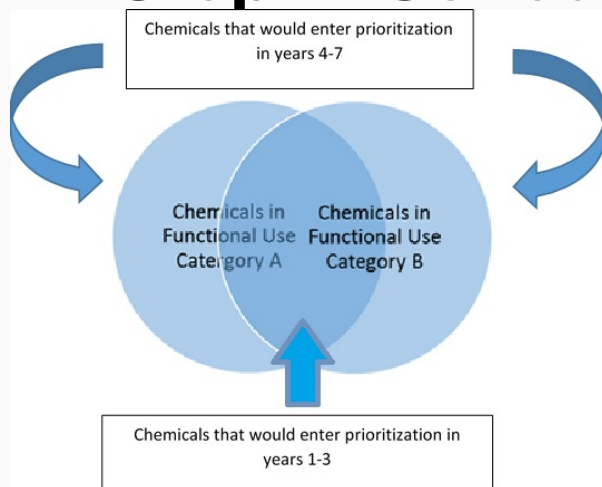 Chemicals that would enter prioritization
in years 4-7
Chemicals in
Functional Use
Catergory A
Chemicals in
Functional Use
Category B
Chemicals that would enter prioritization in
years 1-3